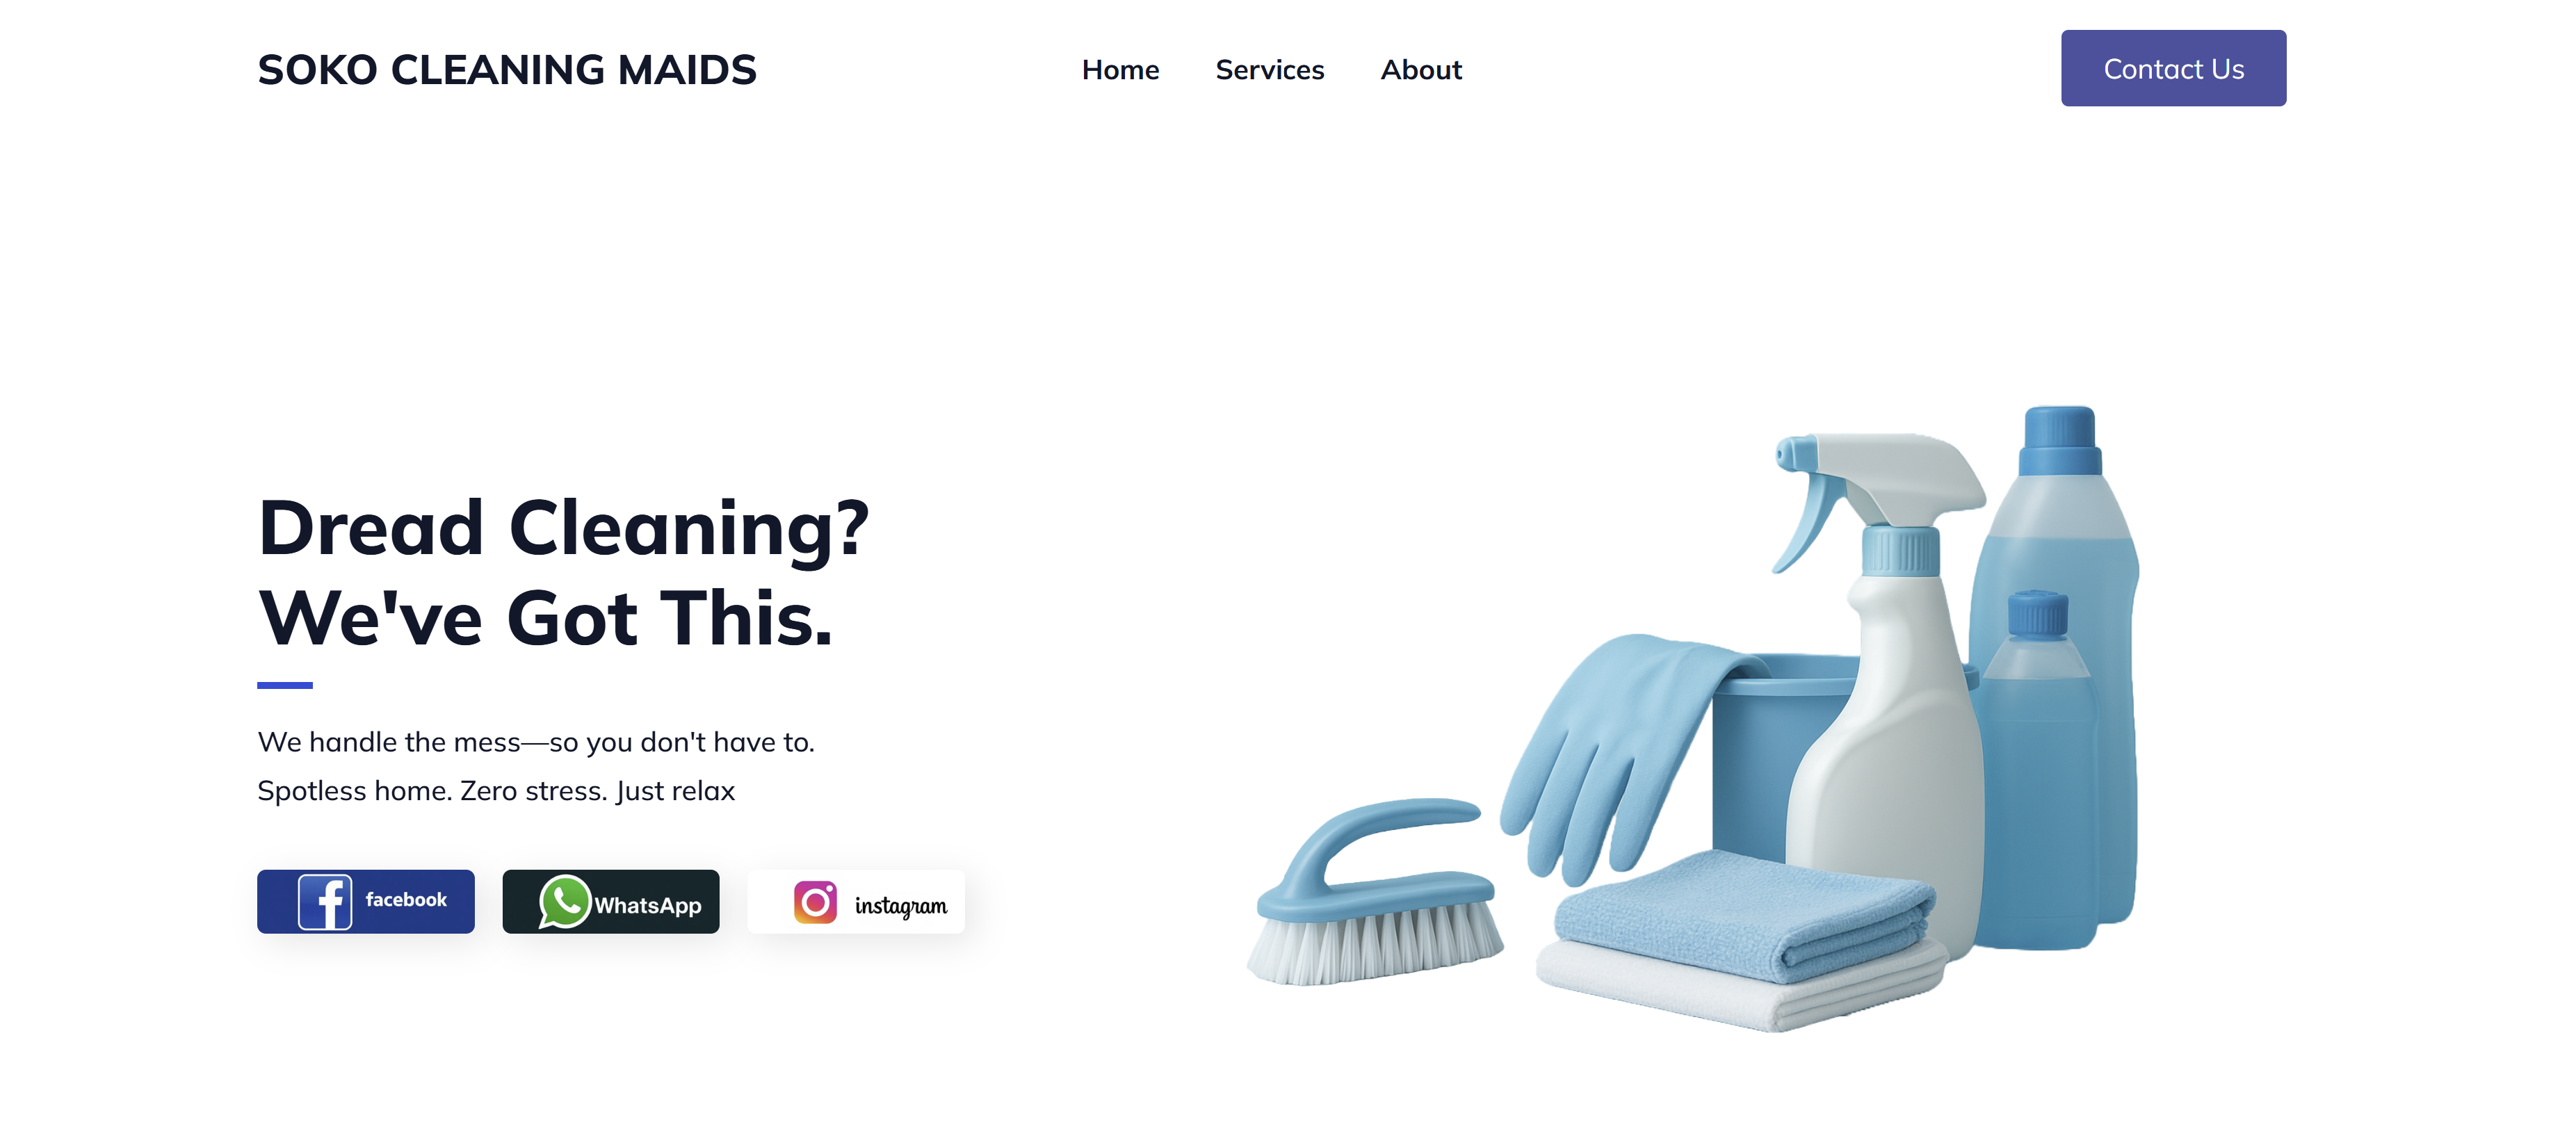 SOKO CLEANING MAIDS
Home
Services
About
Contact Us
Dread Cleaning?
We've Got This.
We handle the mess—so you don't have to.
Spotless home. Zero stress. Just relax
facebook
WhatsApp
instagram